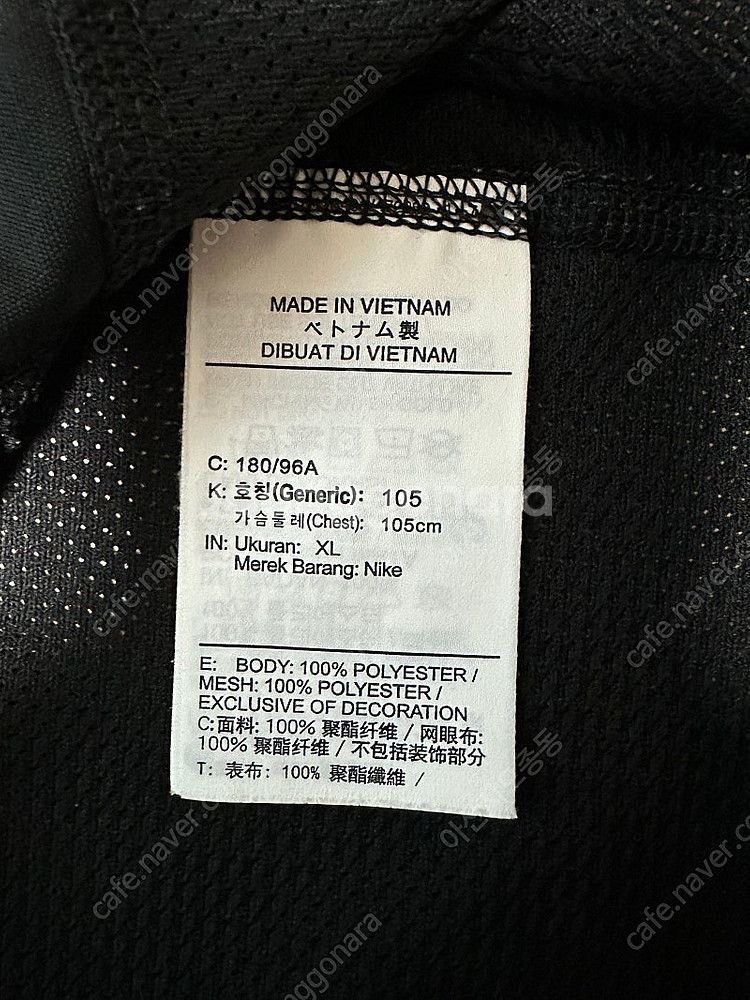 MADE IN VIETNAM
ベトナム製
DIBUAT DI VIETNAM
C: 180/96A
K: 호칭(Generic): 105
가슴둘레(Chest): 105cm
IN: Ukuran: XL
Merek Barang: Nike
E: BODY: 100% POLYESTER /
MESH: 100% POLYESTER /
EXCLUSIVE OF DECORATION
C:面料: 100% 聚酯纤维 / 网眼布:
100% 聚酯纤维 / 不包括装饰部分
T: 表布: 100% 聚酯纖維 /
cafe.naver.com/joonggonara
cafe.naver.com
cafe.naver.com
cafe.naver.com
cafe.naver.com
cafe.naver.com